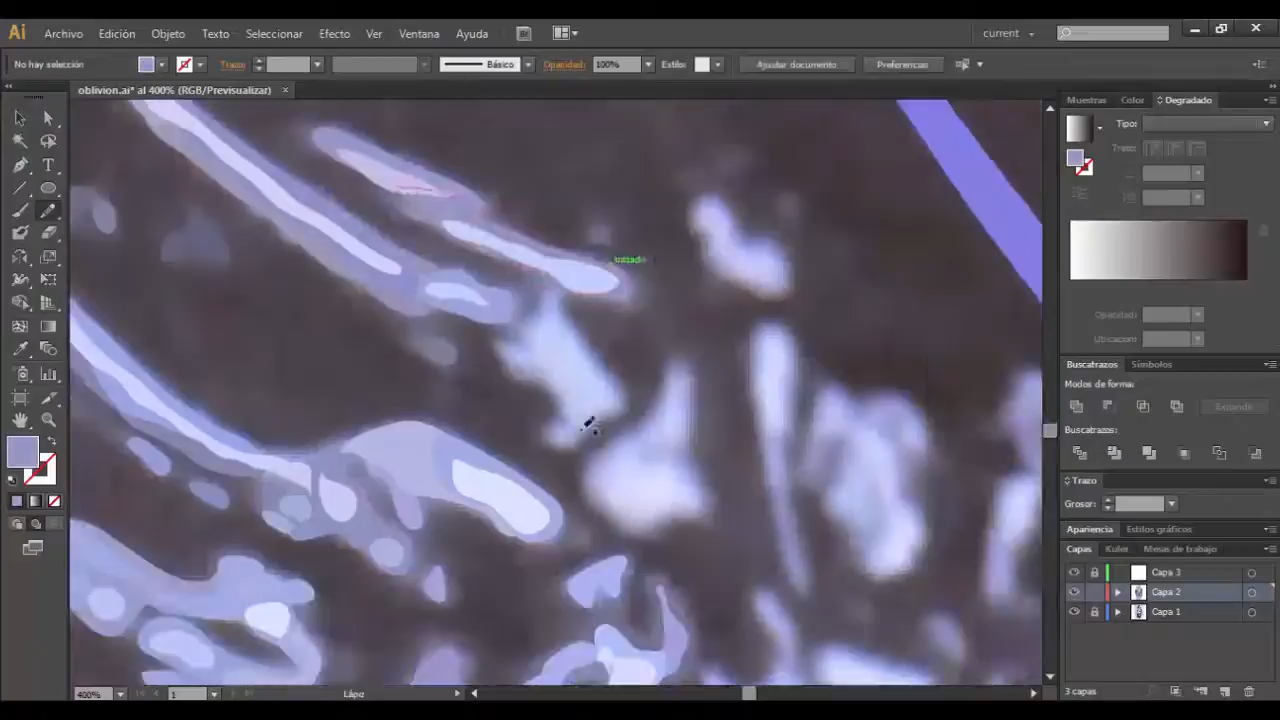 Ai Archivo Edición Objeto Texto Seleccionar Efecto Ver Ventana Ayuda Br current
No hay selección Trazo: Básico Opacidad: 100% Estilo: Ajustar documento Preferencias
oblivion.ai* al 400% (RGB/Previsualizar)
Muestras Color Degradado
Tipo:
Trazo:
Opacidad:
Ubicación:
Buscatrazos Símbolos
Modos de forma:
Expandir
Buscatrazos:
Trazo
Grosor:
Apariencia Estilos gráficos
Capas Kuler Mesas de trabajo
Capa 3
Capa 2
Capa 1
400% 1 Lápiz 3 capas